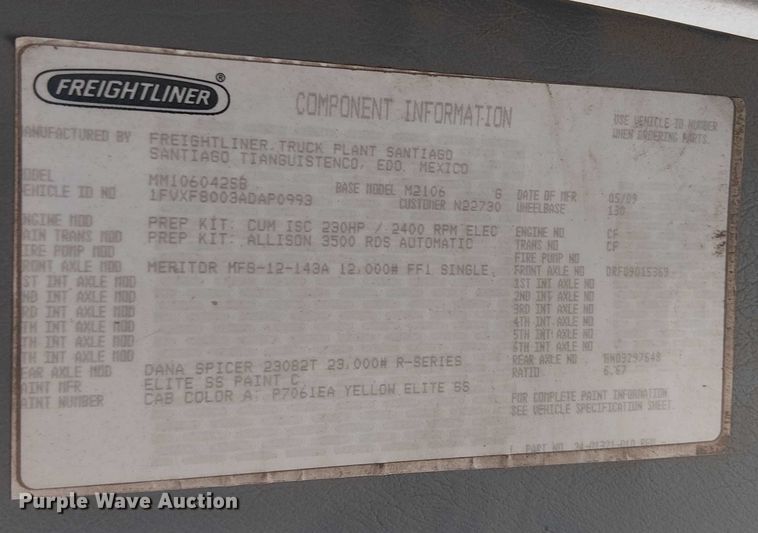 FREIGHTLINER®
COMPONENT INFORMATION
USE VEHICLE ID NUMBER
WHEN ORDERING PARTS.
MANUFACTURED BY FREIGHTLINER TRUCK PLANT SANTIAGO
SANTIAGO TIANGUISTENCO, EDO. MEXICO
MODEL MM106042SB BASE MODEL M2106 G DATE OF MFR 05/09
VEHICLE ID NO 1FVXFB003ADAP0993 CUSTOMER N22730 WHEELBASE 130
ENGINE MOD PREP KIT: CUM ISC 230HP / 2400 RPM ELEC ENGINE NO CF
MAIN TRANS MOD PREP KIT: ALLISON 3500 RDS AUTOMATIC TRANS NO CF
FIRE PUMP MOD FIRE PUMP NO
FRONT AXLE MOD MERITOR MFS-12-143A 12,000# FF1 SINGLE FRONT AXLE NO
1ST INT AXLE MOD 1ST INT AXLE NO
2ND INT AXLE MOD 2ND INT AXLE NO
3RD INT AXLE MOD 3RD INT AXLE NO
4TH INT AXLE MOD 4TH INT AXLE NO
5TH INT AXLE MOD 5TH INT AXLE NO
6TH INT AXLE MOD 6TH INT AXLE NO
REAR AXLE MOD DANA SPICER 23082T 23,000# R-SERIES REAR AXLE NO
PAINT MFR ELITE SS PAINT C RATIO 6.67
PAINT NUMBER CAB COLOR A: P7061EA YELLOW ELITE SS
FOR COMPLETE PAINT INFORMATION
SEE VEHICLE SPECIFICATION SHEET.
PART NO.
Purple Wave Auction